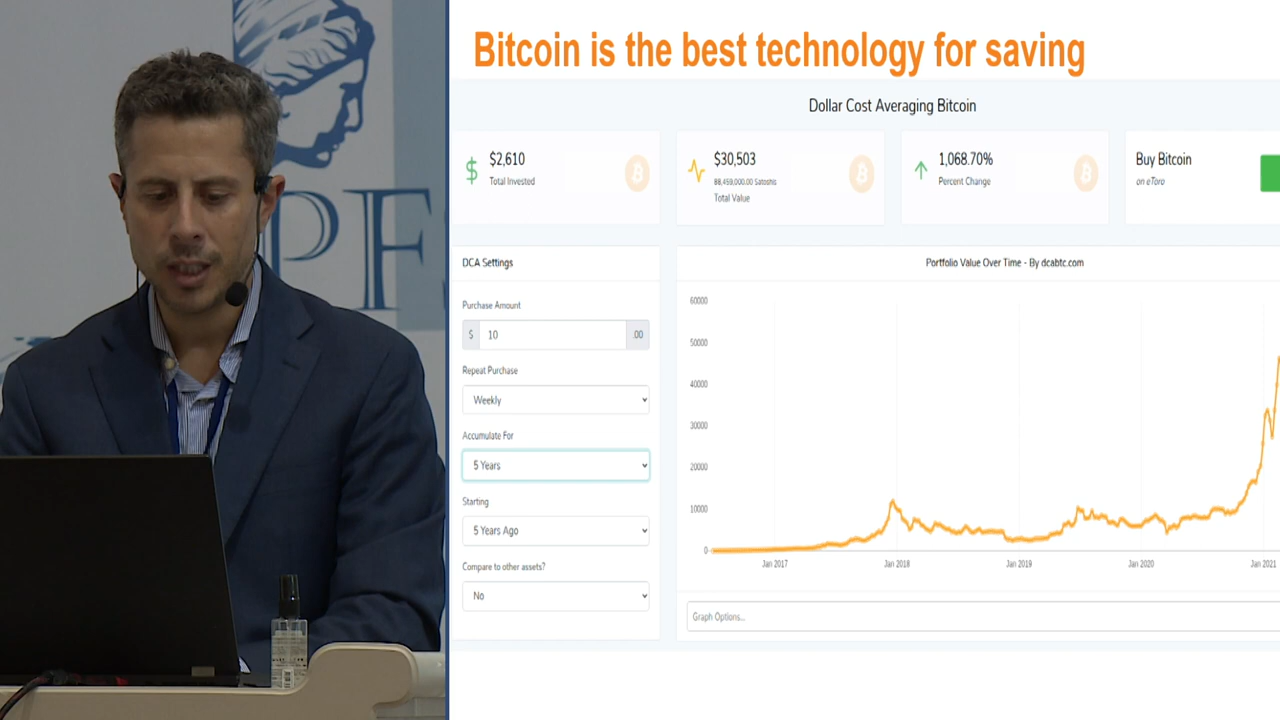 PF
Bitcoin is the best technology for saving
Dollar Cost Averaging Bitcoin
$2,610
Total Invested
$30,503
88,459,000.00 Satoshis
Total Value
1,068.70%
Percent Change
Buy Bitcoin
on eToro
DCA Settings
Purchase Amount
$ 10 .00
Repeat Purchase
Weekly
Accumulate For
5 Years
Starting
5 Years Ago
Compare to other assets?
No
Portfolio Value Over Time - By dcabtc.com
60000
50000
40000
30000
20000
10000
0
Jan 2017 Jan 2018 Jan 2019 Jan 2020 Jan 2021
Graph Options...